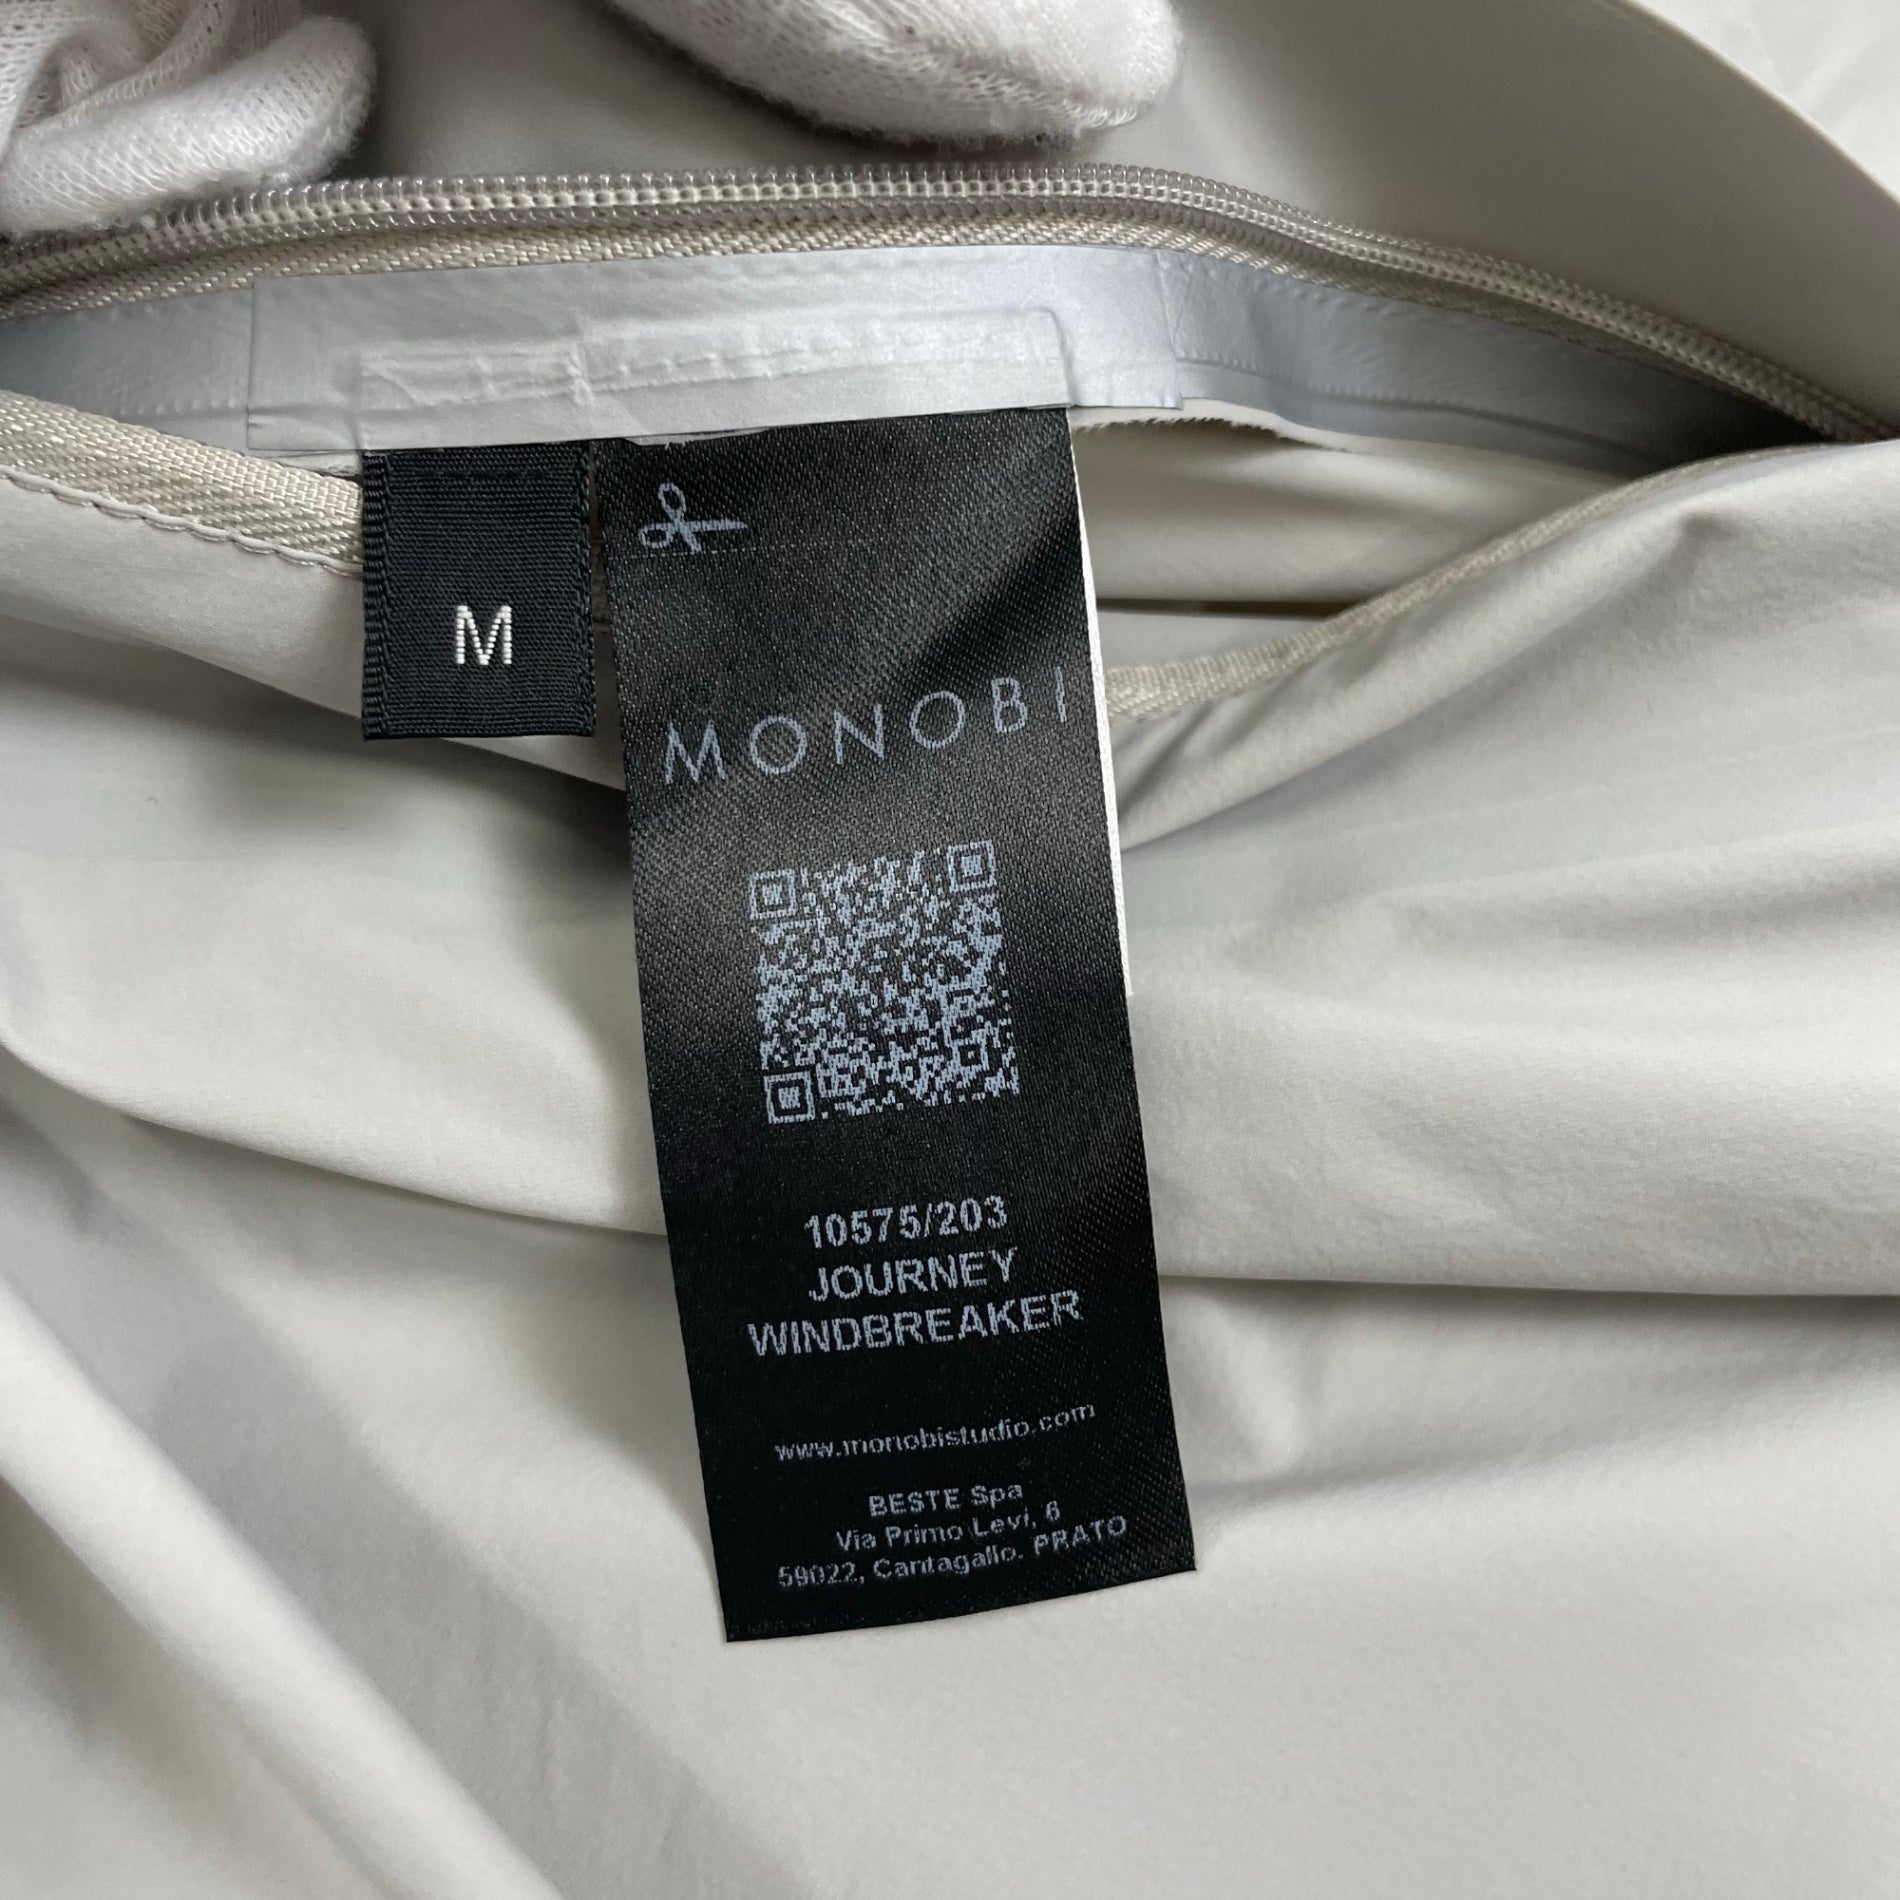 M
MONOBI
10575/203
JOURNEY
WINDBREAKER
www.monobistudio.com
BESTE Spa
Via Primo Levi, 6
59022, Cantagallo. PRATO